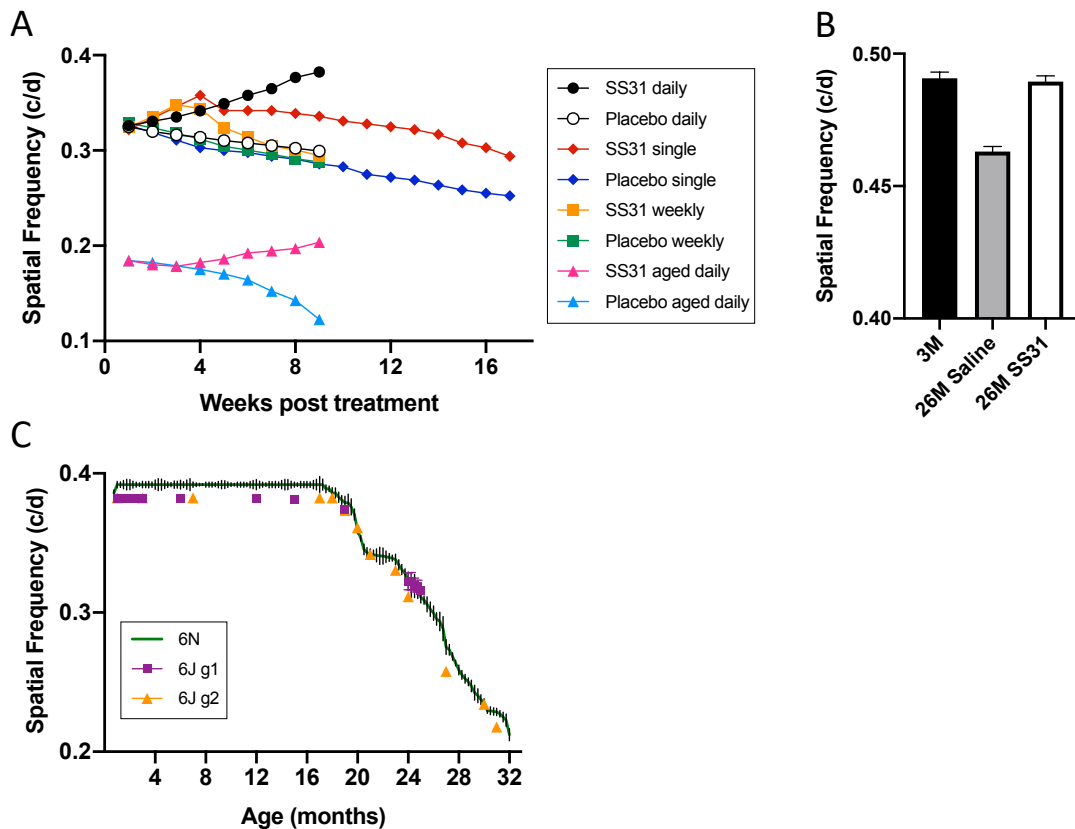 A
Spatial Frequency (c/d)
0.4
0.3
0.2
0.1
0 4 8 12 16
Weeks post treatment
SS31 daily
Placebo daily
SS31 single
Placebo single
SS31 weekly
Placebo weekly
SS31 aged daily
Placebo aged daily
B
Spatial Frequency (c/d)
0.50
0.45
0.40
3M
26M Saline
26M SS31
C
Spatial Frequency (c/d)
0.4
0.3
0.2
6N
6J g1
6J g2
4 8 12 16 20 24 28 32
Age (months)